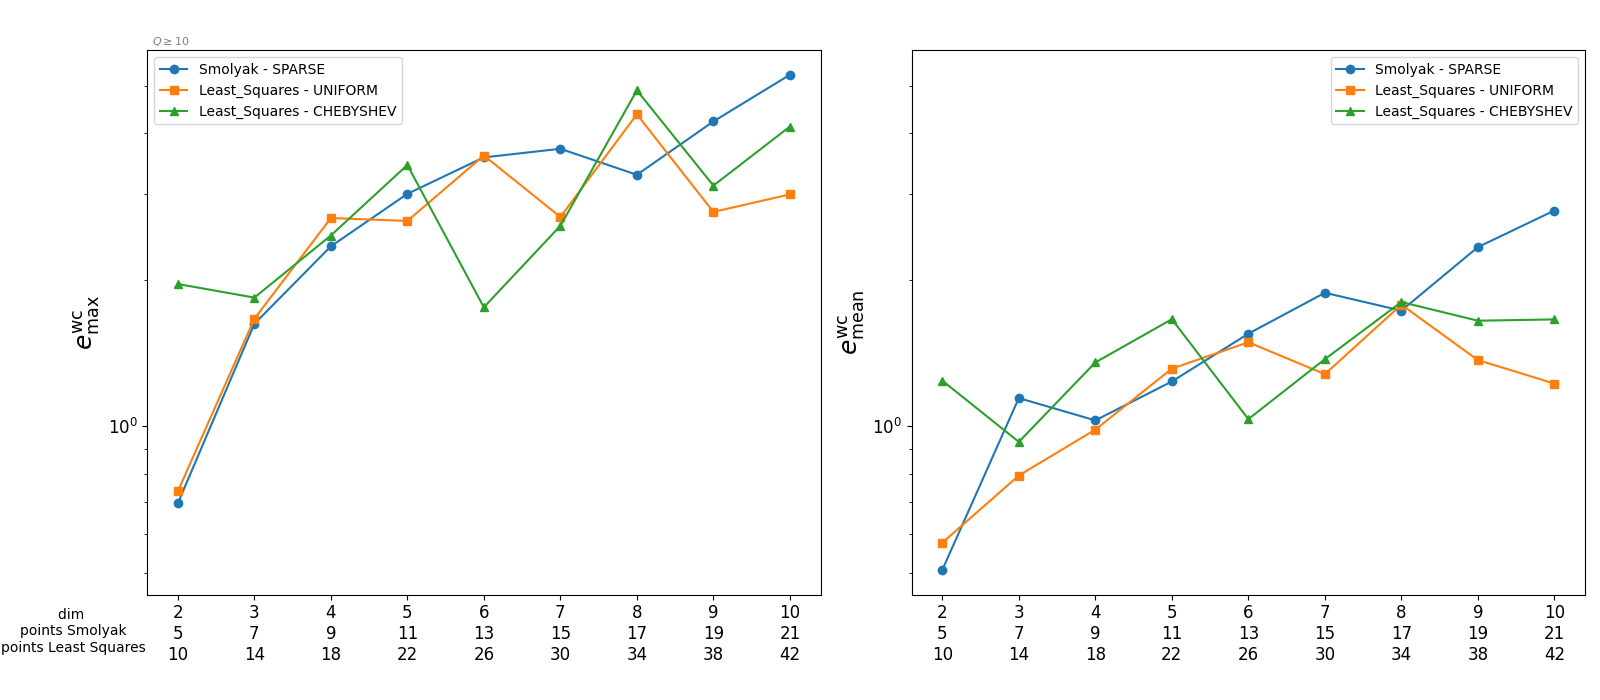 Q ≥ 10
Smolyak - SPARSE
Least_Squares - UNIFORM
Least_Squares - CHEBYSHEV
e^wc_max
10^0
dim 2 3 4 5 6 7 8 9 10
points Smolyak 5 7 9 11 13 15 17 19 21
points Least Squares 10 14 18 22 26 30 34 38 42
Smolyak - SPARSE
Least_Squares - UNIFORM
Least_Squares - CHEBYSHEV
e^wc_mean
10^0
2 3 4 5 6 7 8 9 10
5 7 9 11 13 15 17 19 21
10 14 18 22 26 30 34 38 42